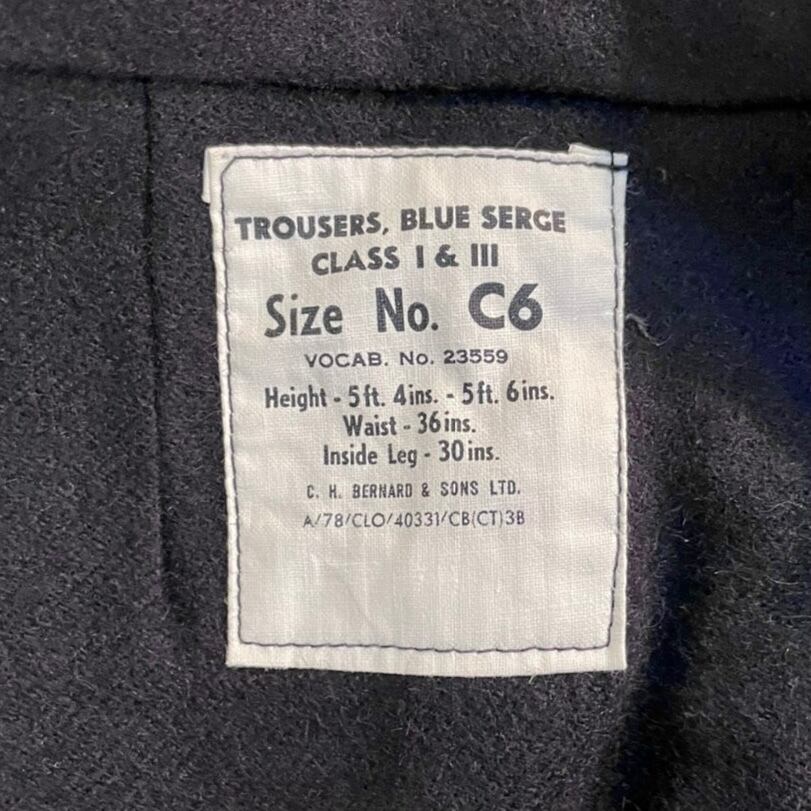 TROUSERS, BLUE SERGE
CLASS I & III
Size No. C6
VOCAB. No. 23559
Height - 5ft. 4ins. - 5ft. 6ins.
Waist - 36ins.
Inside Leg - 30ins.
C. H. BERNARD & SONS LTD.
A/78/CLO/40331/CB(CT)3B